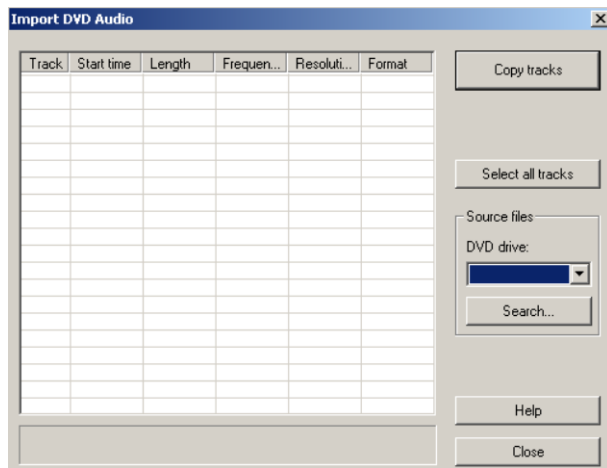 Import DVD Audio
Track Start time Length Frequen... Resoluti... Format
Copy tracks
Select all tracks
Source files
DVD drive:
Search...
Help
Close